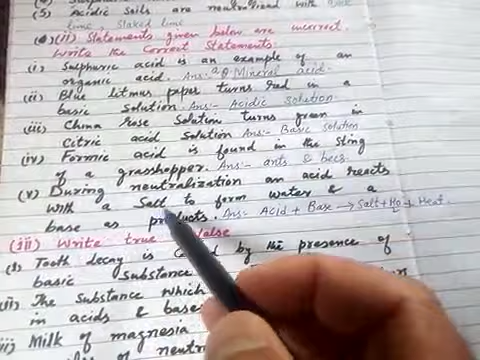 (5) Acidic soils are neutralized with quick
lime, slaked lime
(ii) Statements given below are incorrect.
Write the Correct Statements:
(i) Sulphuric acid is an example of an
organic acid. Ans:- Mineral acid.
(ii) Blue litmus paper turns red in a
basic solution. Ans:- Acidic solution
(iii) China rose Solution turns green in
Citric acid Solution Ans:- Basic solution
(iv) Formic acid is found in the Sting
of a grasshopper. Ans:- ants & bees.
(v) During neutralization an acid reacts
with a Salt to form water & a
base as products. Ans:- Acid + Base → Salt + H2O + Heat.
(iii) Write true False
(i) Tooth decay is by the presence of
basic Substance
(ii) The Substance which
in acids & base
Milk of magnesia
of neutr